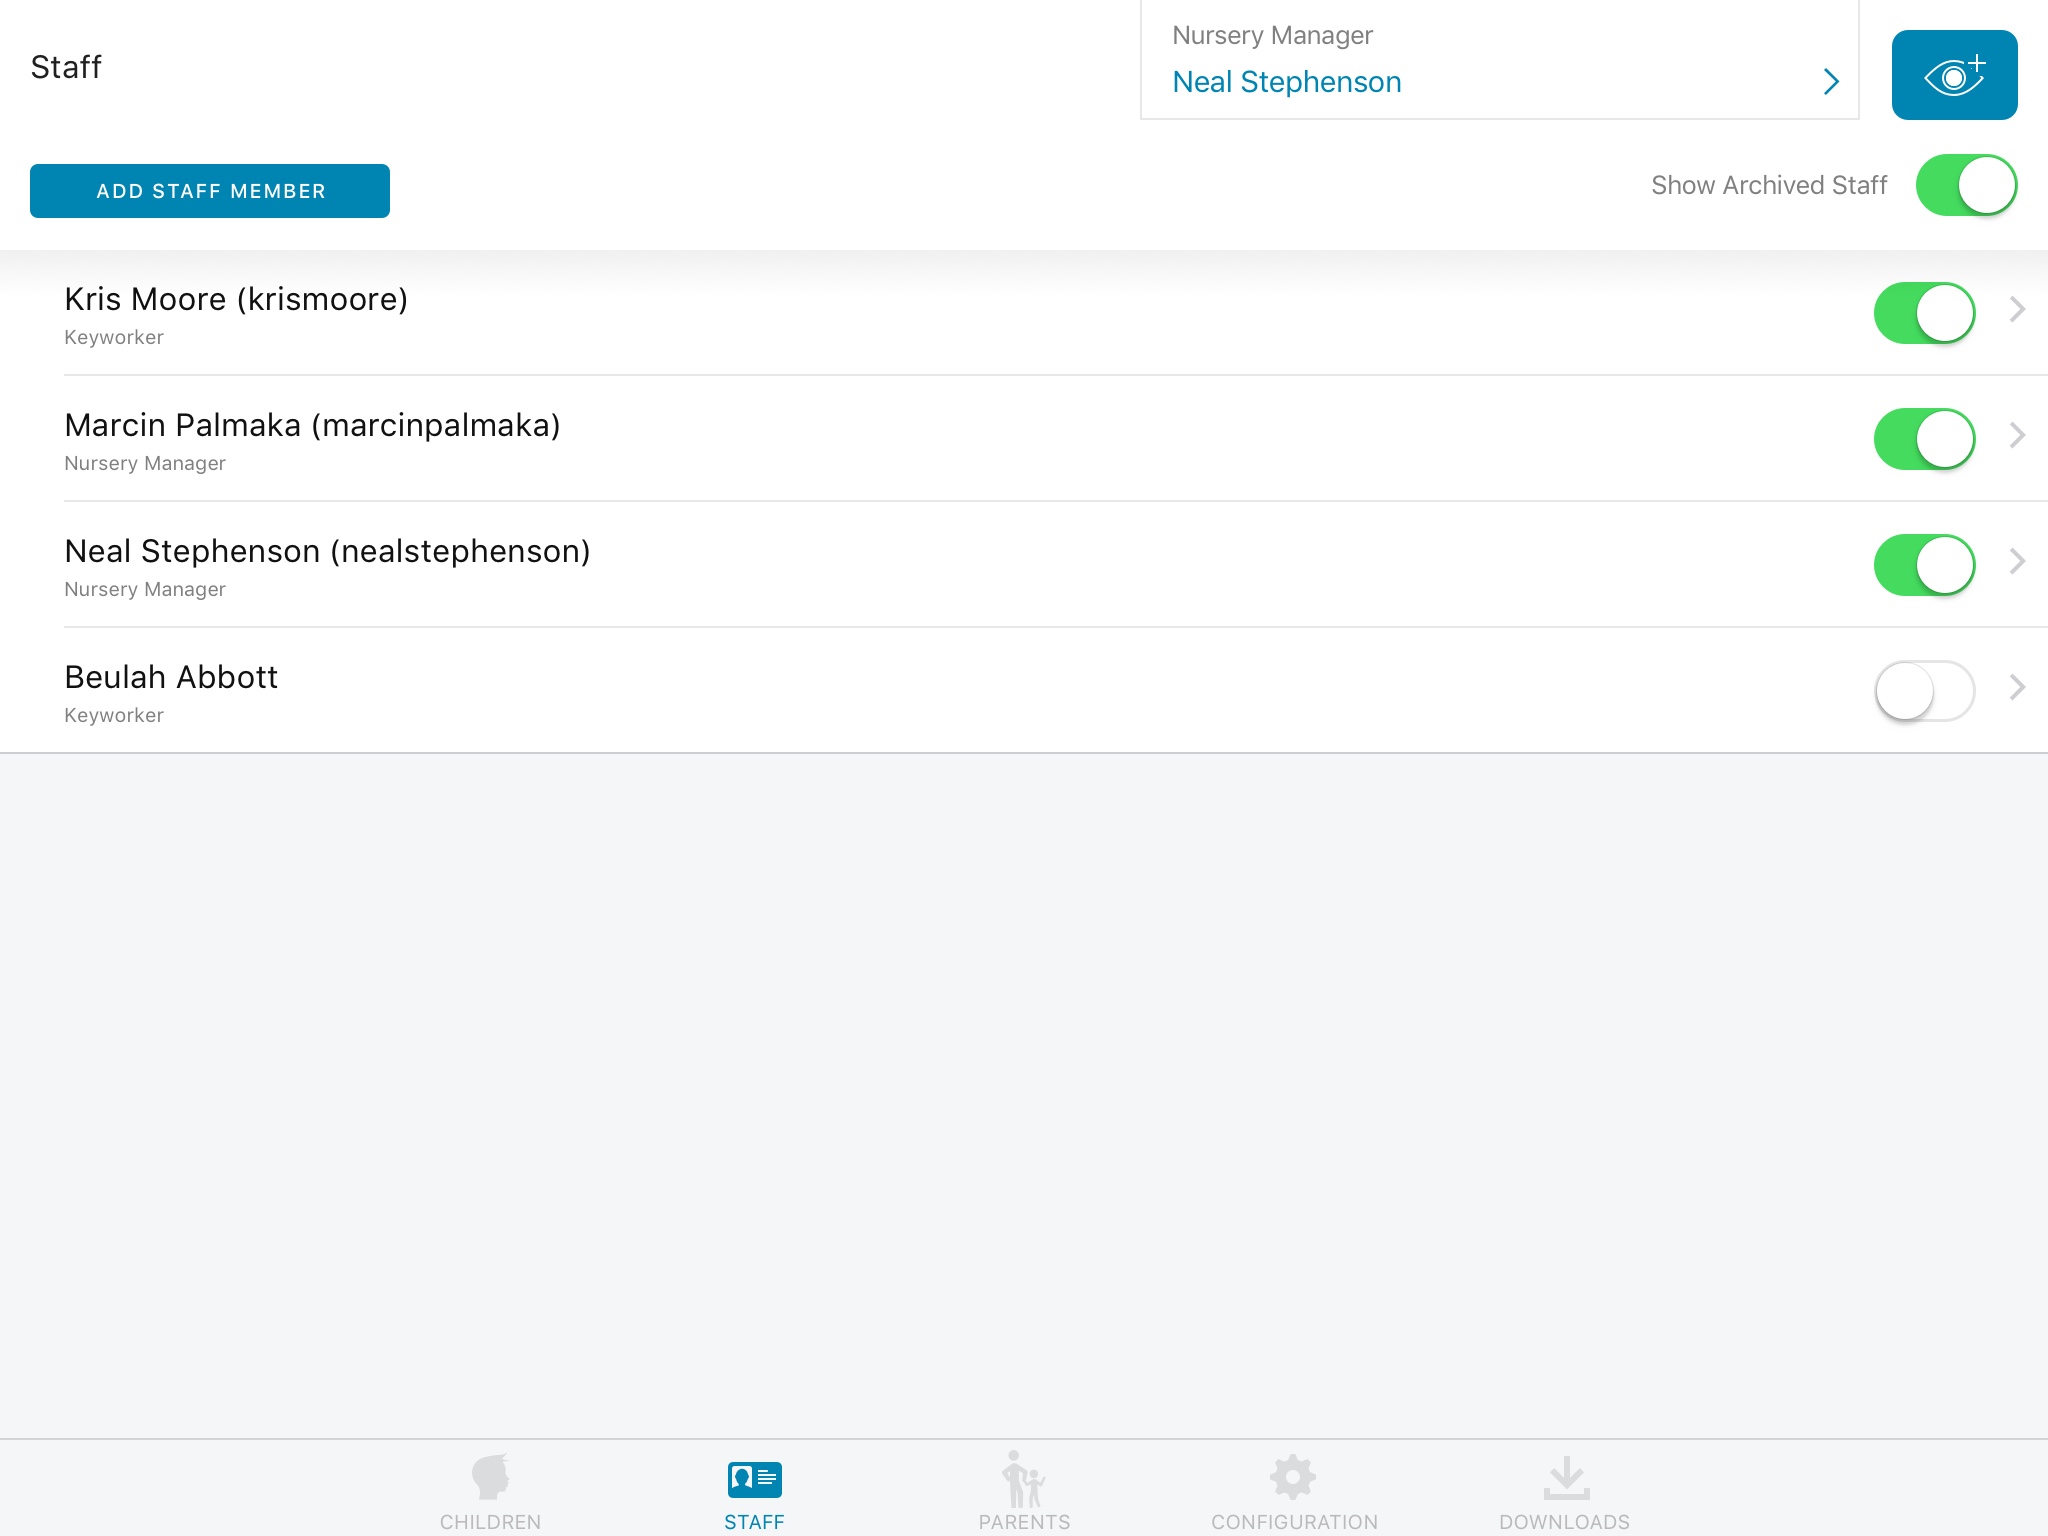 Staff
Nursery Manager
Neal Stephenson
ADD STAFF MEMBER
Show Archived Staff
Kris Moore (krismoore)
Keyworker
Marcin Palmaka (marcinpalmaka)
Nursery Manager
Neal Stephenson (nealstephenson)
Nursery Manager
Beulah Abbott
Keyworker
CHILDREN
STAFF
PARENTS
CONFIGURATION
DOWNLOADS